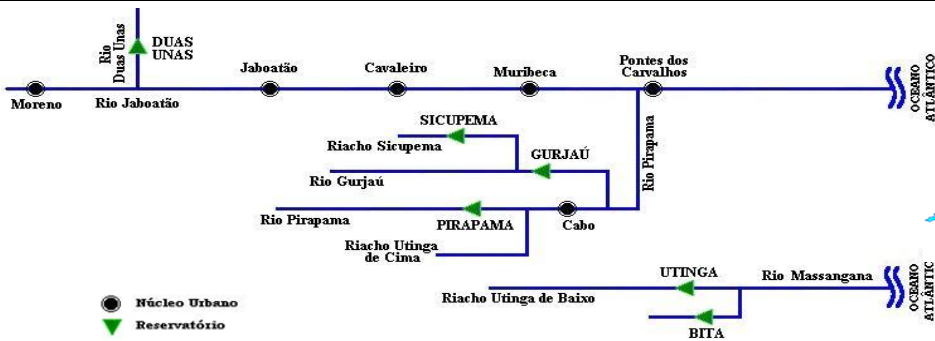 Rio
Duas Unas
DUAS
UNAS
Jaboatão
Cavaleiro
Muribeca
Pontes dos
Carvalhos
OCEANO
ATLÂNTICO
Moreno
Rio Jaboatão
SICUPEMA
Riacho Sicupema
GURJAÚ
Rio Gurjaú
Rio Pirapama
Rio Pirapama
PIRAPAMA
Cabo
Riacho Utinga
de Cima
UTINGA
Rio Massangana
OCEANO
ATLÂNTIC
Riacho Utinga de Baixo
BITA
Núcleo Urbano
Reservatório